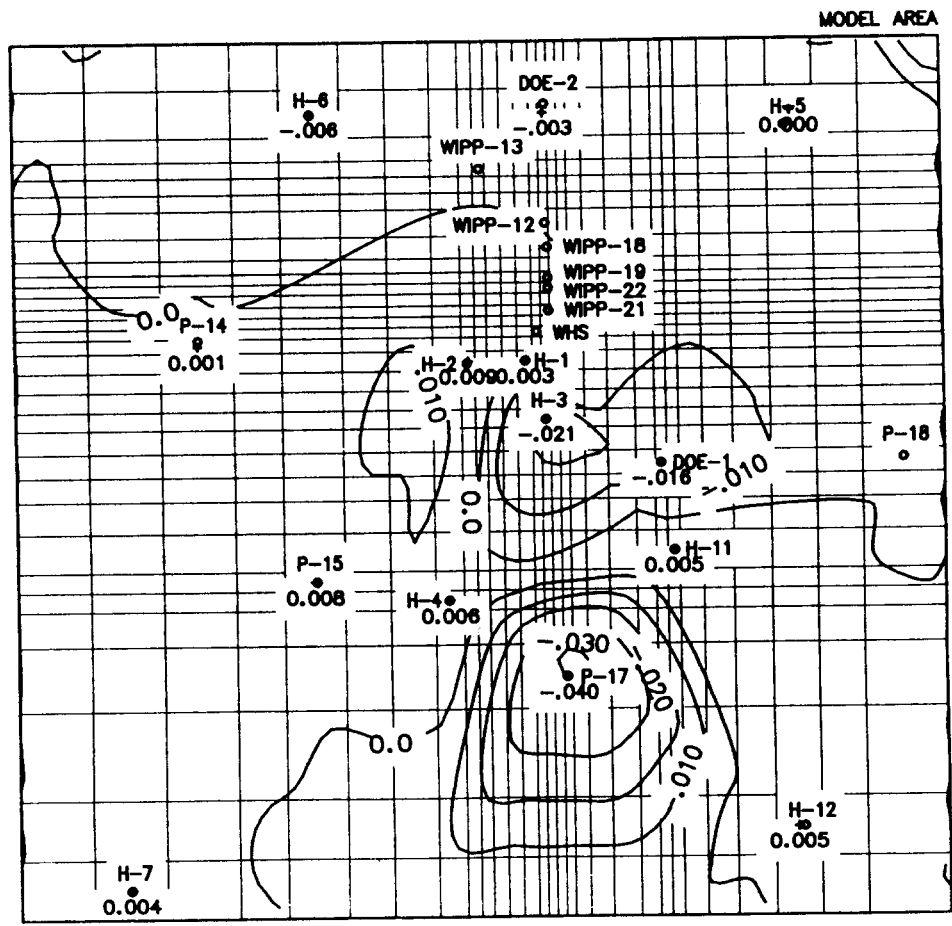 MODEL AREA
DOE-2
-.003
H-6
-.006
H-5
0.000
WIPP-13
WIPP-12
WIPP-18
WIPP-19
WIPP-22
WIPP-21
WHS
0.0
P-14
0.001
H-2
0.009
H-1
0.003
.010
H-3
-.021
P-18
DOE-1
-.016
-.010
0.0
H-11
0.005
P-15
0.008
H-4
0.006
-.030
-.020
P-17
-.040
0.0
.010
H-12
0.005
H-7
0.004